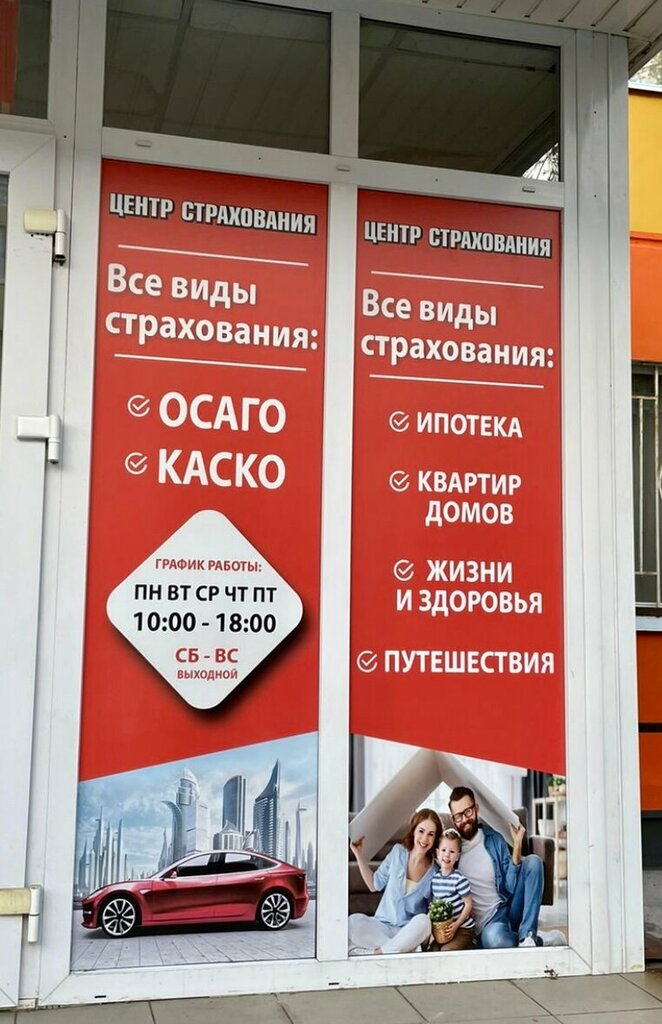 ЦЕНТР СТРАХОВАНИЯ
Все виды
страхования:
ОСАГО
КАСКО
ГРАФИК РАБОТЫ:
ПН ВТ СР ЧТ ПТ
10:00 - 18:00
СБ - ВС
ВЫХОДНОЙ
ЦЕНТР СТРАХОВАНИЯ
Все виды
страхования:
ИПОТЕКА
КВАРТИР
ДОМОВ
ЖИЗНИ
И ЗДОРОВЬЯ
ПУТЕШЕСТВИЯ